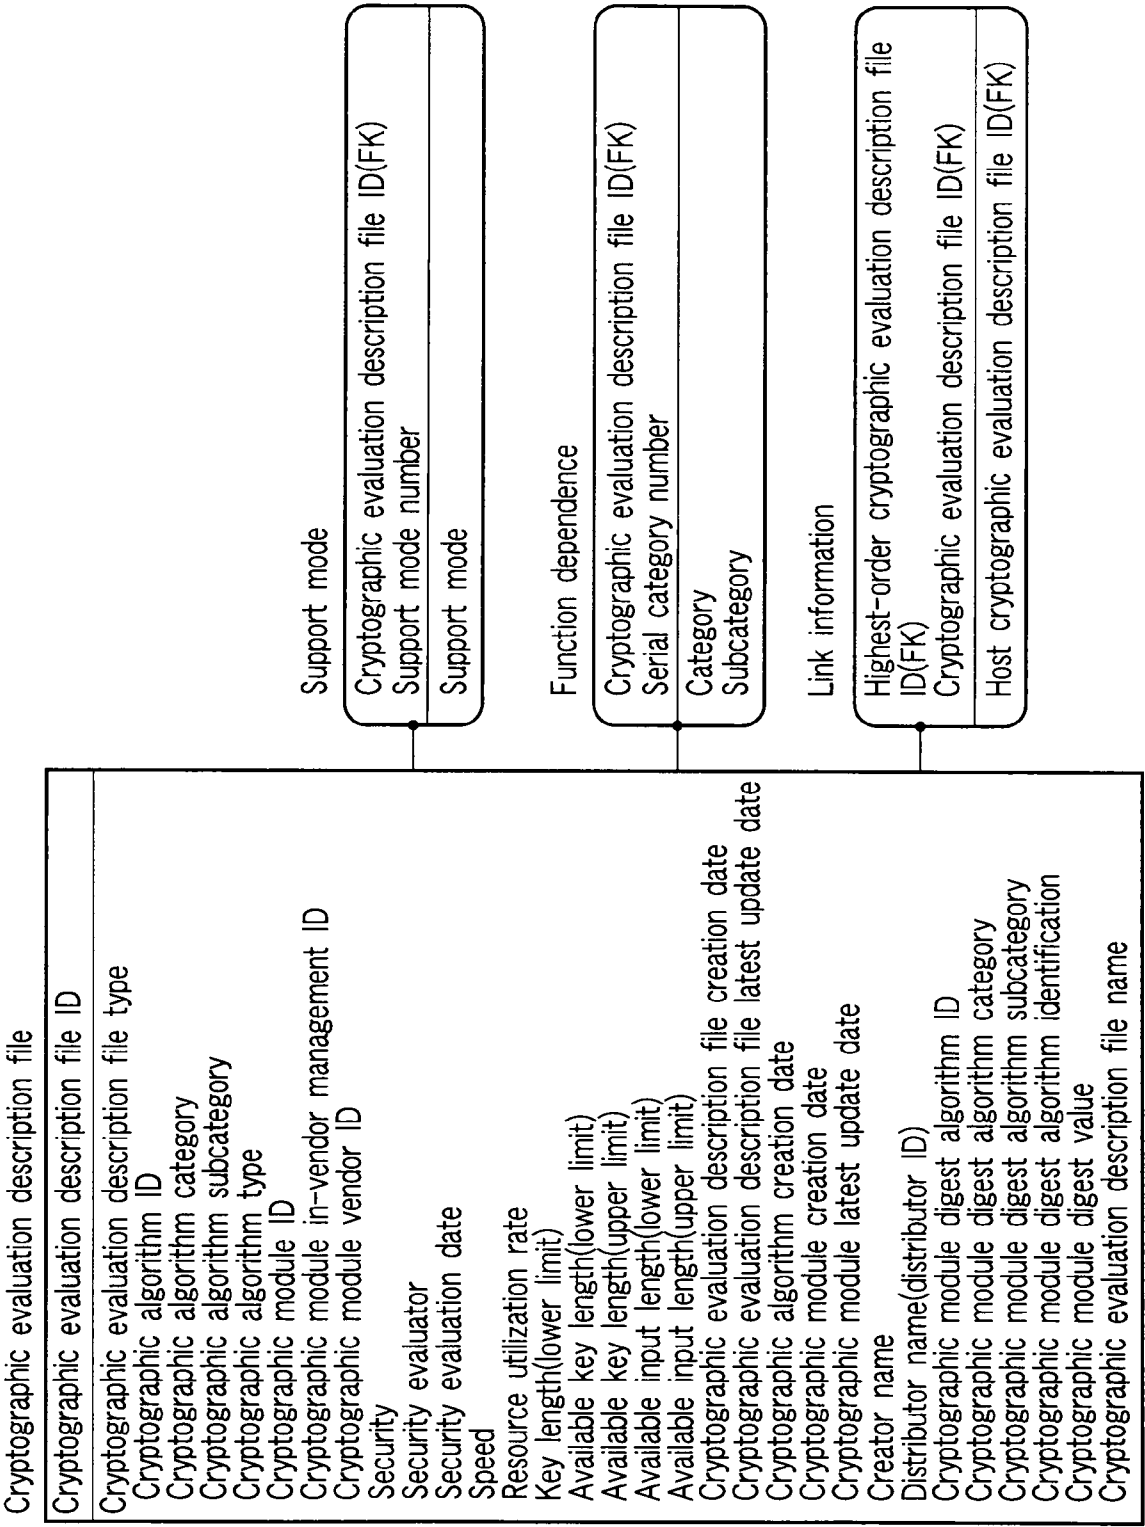 Cryptographic evaluation description file
Cryptographic evaluation description file ID
Cryptographic evaluation description file type
Cryptographic algorithm ID
Cryptographic algorithm category
Cryptographic algorithm subcategory
Cryptographic algorithm type
Cryptographic module ID
Cryptographic module in-vendor management ID
Cryptographic module vendor ID
Security
Security evaluator
Security evaluation date
Speed
Resource utilization rate
Key length(lower limit)
Available key length(lower limit)
Available key length(upper limit)
Available input length(lower limit)
Available input length(upper limit)
Cryptographic evaluation description file creation date
Cryptographic evaluation description file latest update date
Cryptographic algorithm creation date
Cryptographic module creation date
Cryptographic module latest update date
Creator name
Distributor name(distributor ID)
Cryptographic module digest algorithm ID
Cryptographic module digest algorithm category
Cryptographic module digest algorithm subcategory
Cryptographic module digest algorithm identification
Cryptographic module digest value
Cryptographic evaluation description file name
Support mode
Cryptographic evaluation description file ID(FK)
Support mode number
Support mode
Function dependence
Cryptographic evaluation description file ID(FK)
Serial category number
Category
Subcategory
Link information
Highest-order cryptographic evaluation description file
ID(FK)
Cryptographic evaluation description file ID(FK)
Host cryptographic evaluation description file ID(FK)